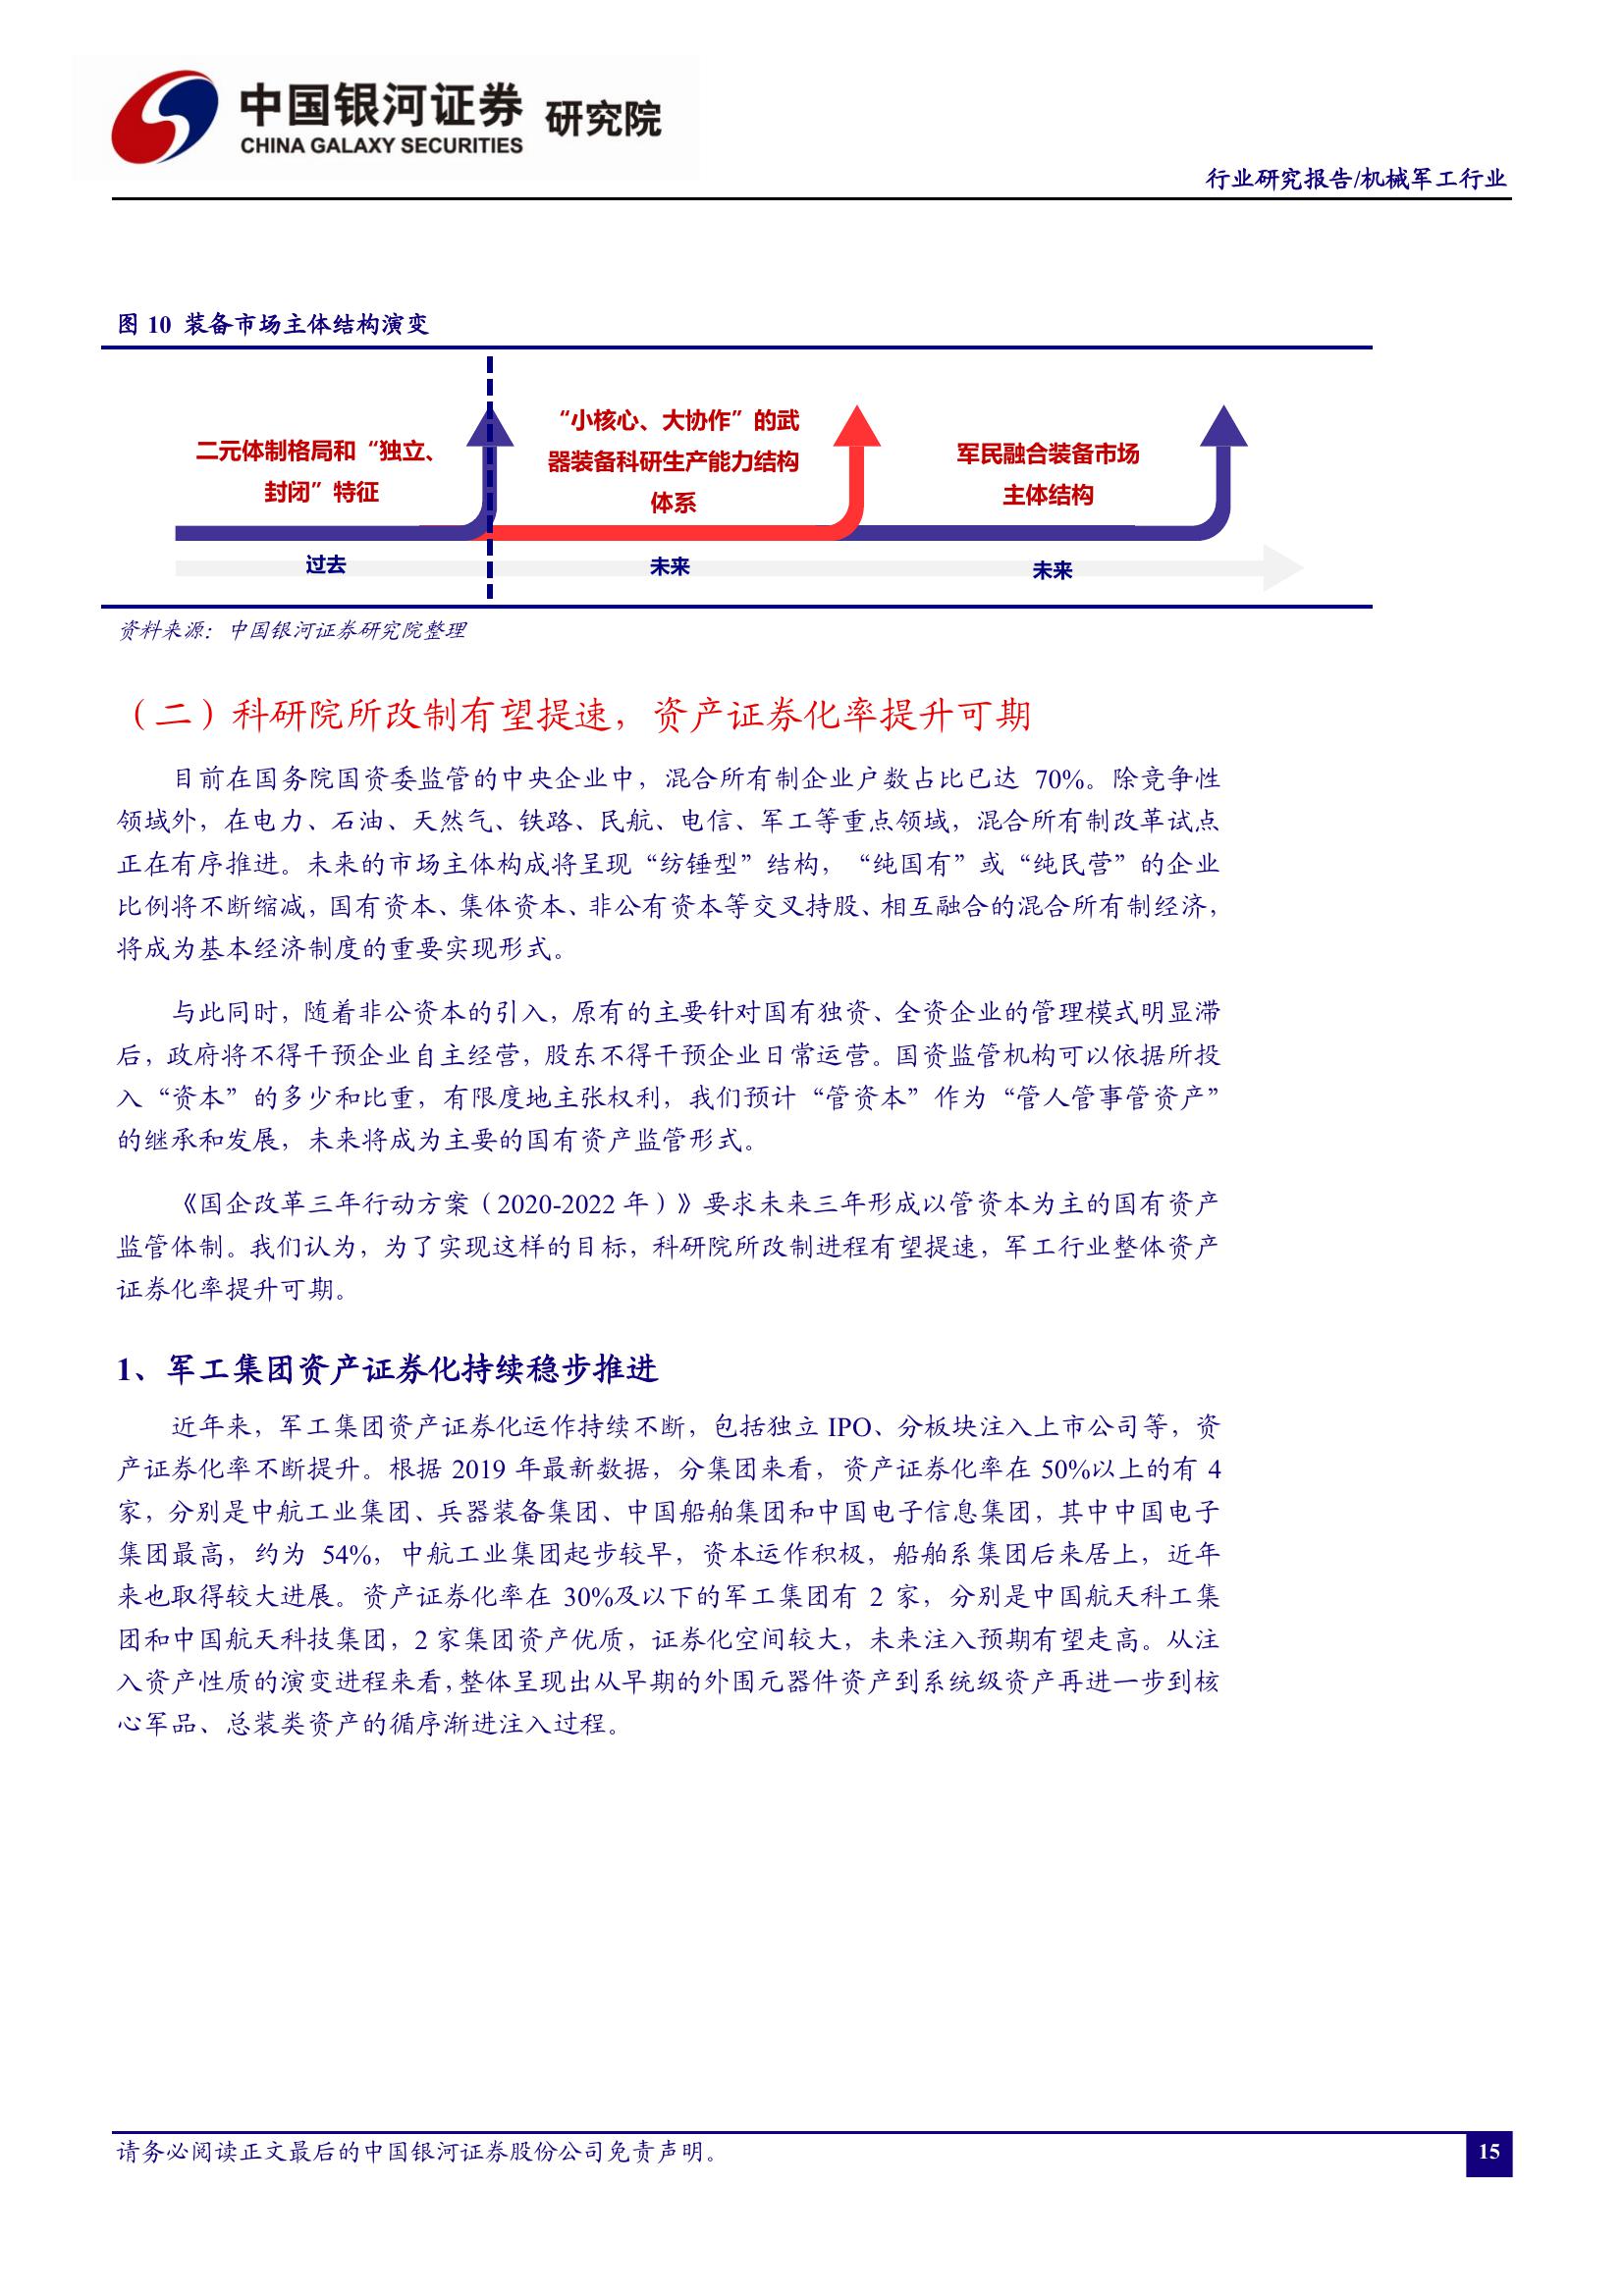 中国银河证券 研究院
CHINA GALAXY SECURITIES
行业研究报告/机械军工行业
图 10 装备市场主体结构演变
二元体制格局和“独立、
封闭”特征
“小核心、大协作”的武
器装备科研生产能力结构
体系
军民融合装备市场
主体结构
过去
未来
未来
资料来源：中国银河证券研究院整理
（二）科研院所改制有望提速，资产证券化率提升可期
目前在国务院国资委监管的中央企业中，混合所有制企业户数占比已达 70%。除竞争性
领域外，在电力、石油、天然气、铁路、民航、电信、军工等重点领域，混合所有制改革试点
正在有序推进。未来的市场主体构成将呈现“纺锤型”结构，“纯国有”或“纯民营”的企业
比例将不断缩减，国有资本、集体资本、非公有资本等交叉持股、相互融合的混合所有制经济，
将成为基本经济制度的重要实现形式。
与此同时，随着非公资本的引入，原有的主要针对国有独资、全资企业的管理模式明显滞
后，政府将不得干预企业自主经营，股东不得干预企业日常运营。国资监管机构可以依据所投
入“资本”的多少和比重，有限度地主张权利，我们预计“管资本”作为“管人管事管资产”
的继承和发展，未来将成为主要的国有资产监管形式。
《国企改革三年行动方案（2020-2022 年）》要求未来三年形成以管资本为主的国有资产
监管体制。我们认为，为了实现这样的目标，科研院所改制进程有望提速，军工行业整体资产
证券化率提升可期。
1、军工集团资产证券化持续稳步推进
近年来，军工集团资产证券化运作持续不断，包括独立 IPO、分板块注入上市公司等，资
产证券化率不断提升。根据 2019 年最新数据，分集团来看，资产证券化率在 50%以上的有 4
家，分别是中航工业集团、兵器装备集团、中国船舶集团和中国电子信息集团，其中中国电子
集团最高，约为 54%，中航工业集团起步较早，资本运作积极，船舶系集团后来居上，近年
来也取得较大进展。资产证券化率在 30%及以下的军工集团有 2 家，分别是中国航天科工集
团和中国航天科技集团，2 家集团资产优质，证券化空间较大，未来注入预期有望走高。从注
入资产性质的演变进程来看，整体呈现出从早期的外围元器件资产到系统级资产再进一步到核
心军品、总装类资产的循序渐进注入过程。
请务必阅读正文最后的中国银河证券股份公司免责声明。
15